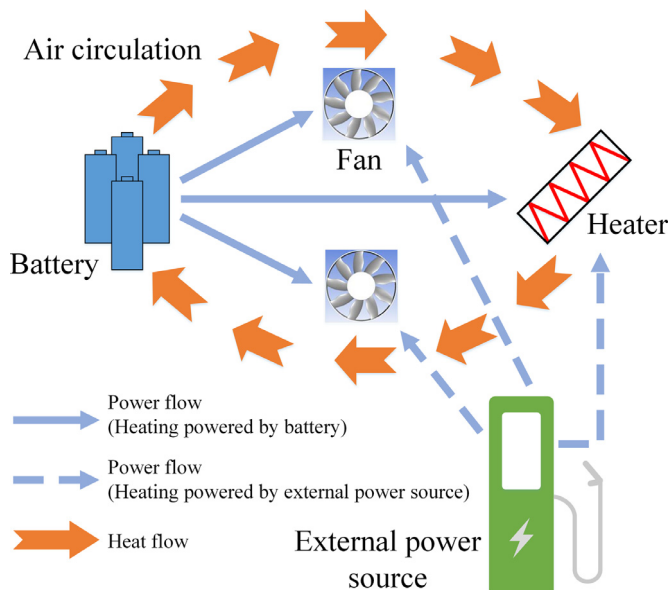 Air circulation
Fan
Heater
Battery
Power flow
(Heating powered by battery)
Power flow
(Heating powered by external power source)
Heat flow
External power
source